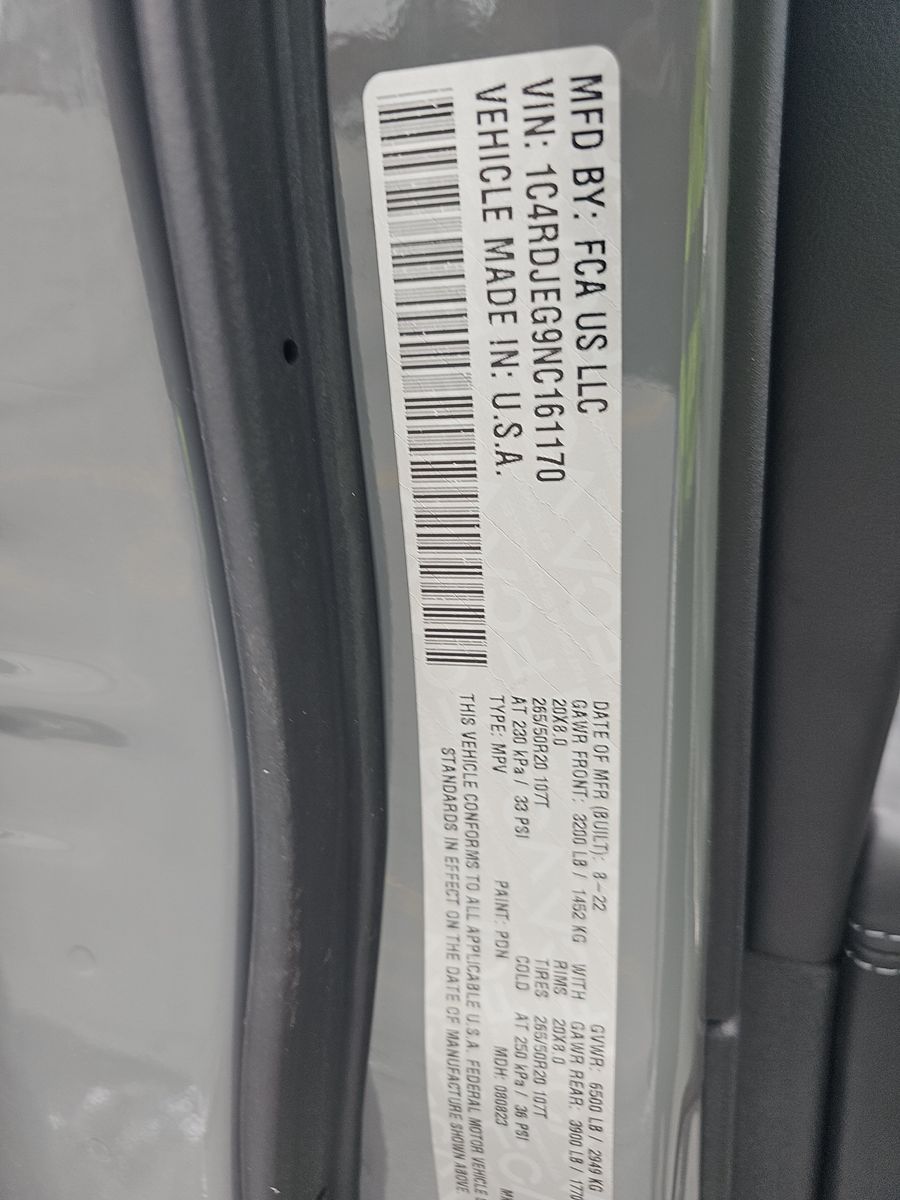 MFD BY: FCA US LLC
VIN: 1C4RDJEG9NC161170
VEHICLE MADE IN: U.S.A.
DATE OF MFR (BUILT): 8-22 GVWR: 6500 LB / 2949 KG
GAWR FRONT: 3200 LB / 1452 KG WITH GAWR REAR: 3900 LB / 1770
20X8.0 RIMS 20X8.0
265/50R20 107T TIRES 265/50R20 107T
AT 230 kPa / 33 PSI COLD AT 250 kPa / 36 PSI
TYPE: MPV PAINT: PDN MDH: 080823
THIS VEHICLE CONFORMS TO ALL APPLICABLE U.S.A. FEDERAL MOTOR VEHICLE
STANDARDS IN EFFECT ON THE DATE OF MANUFACTURE SHOWN ABOVE